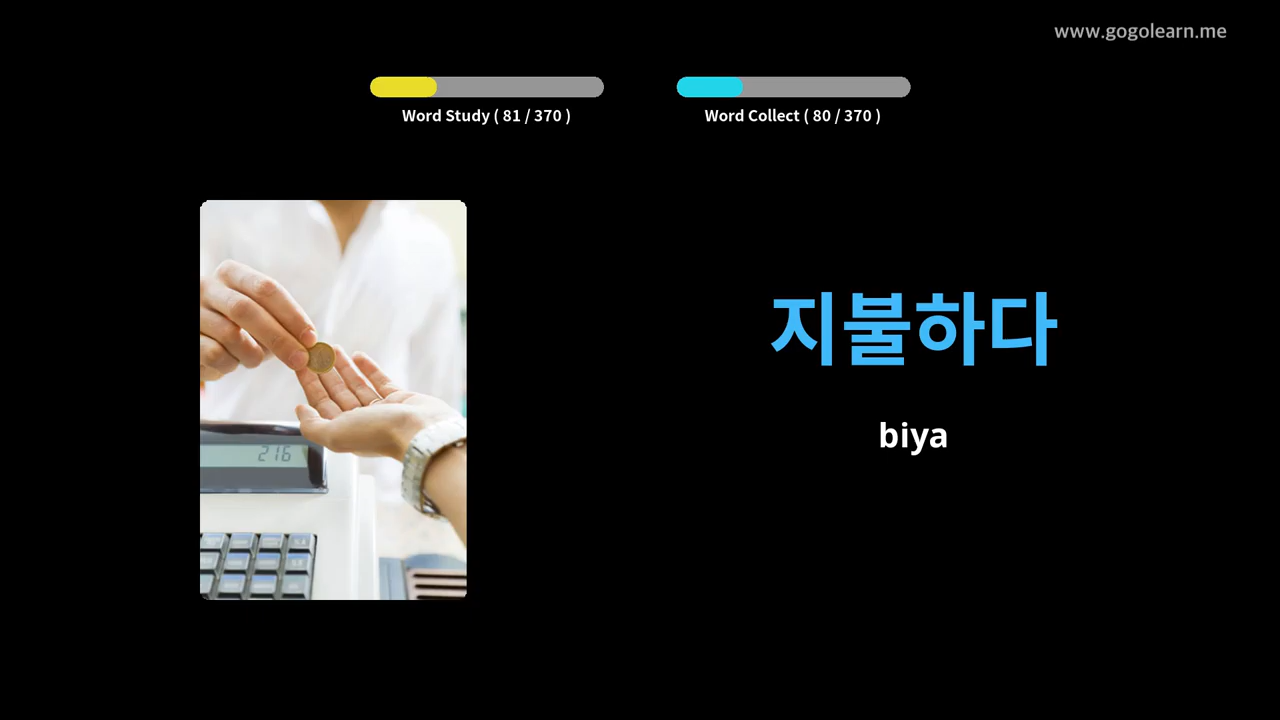 www.gogolearn.me
Word Study ( 81 / 370 )
Word Collect ( 80 / 370 )
216
지불하다
biya